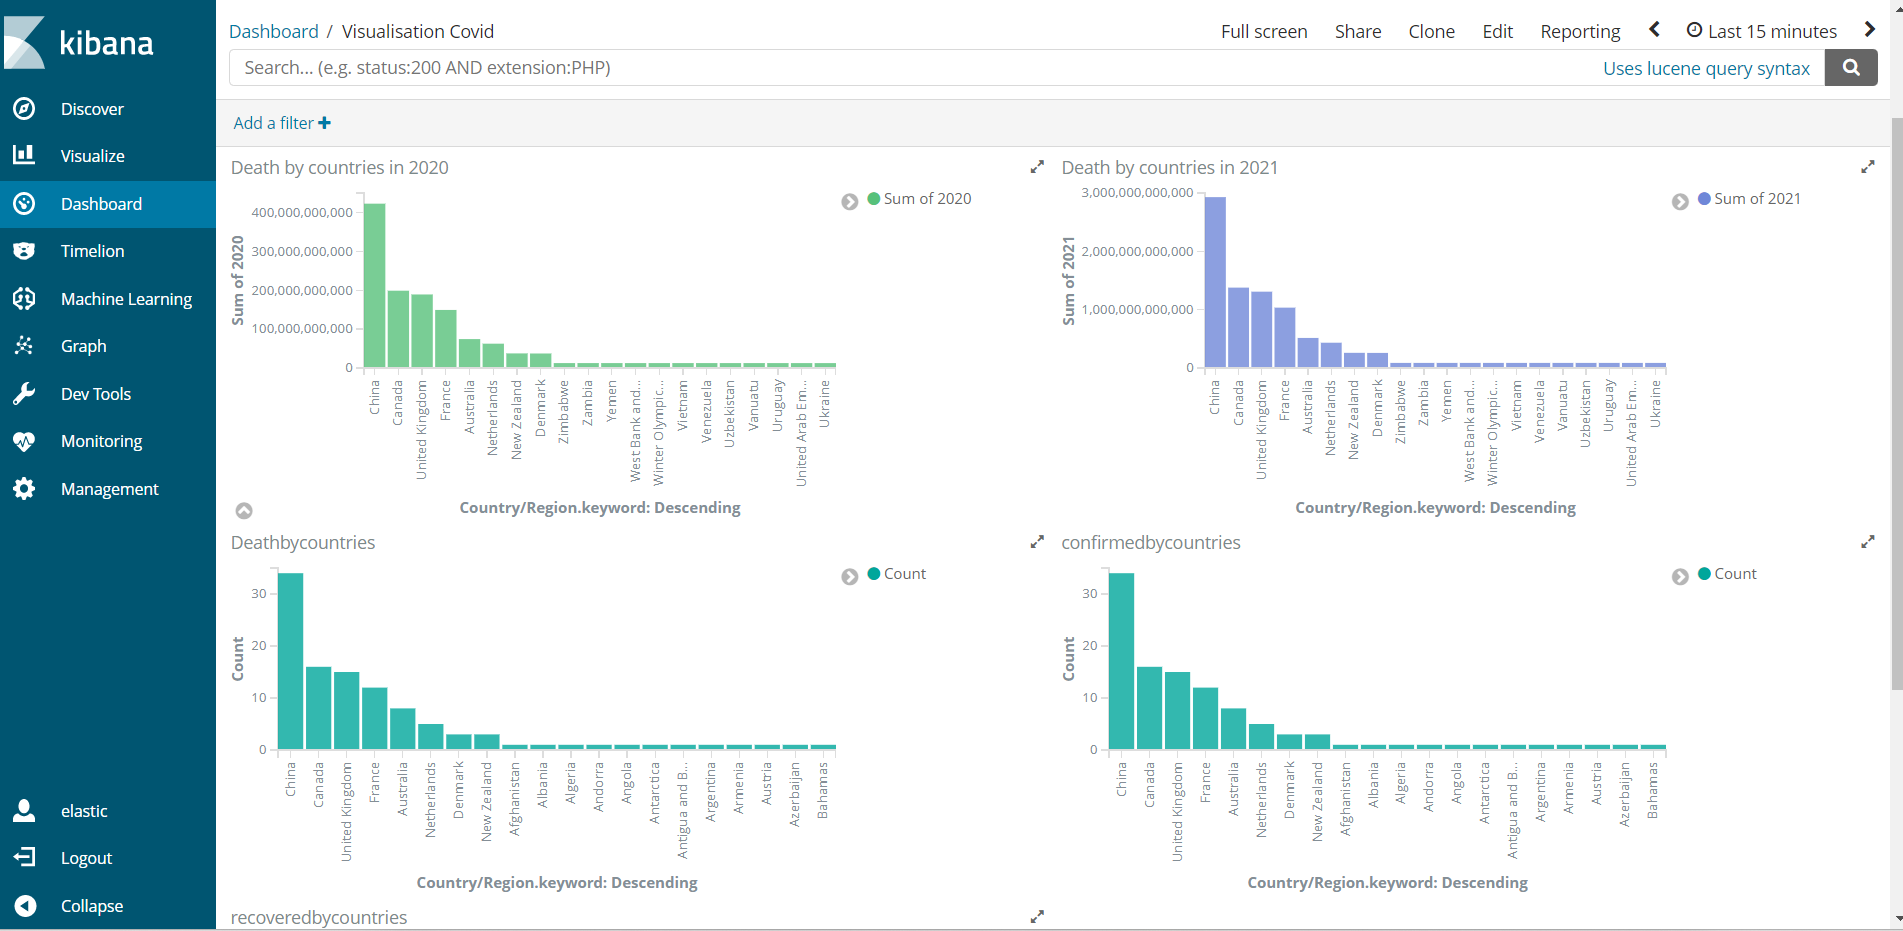 kibana
Discover
Visualize
Dashboard
Timelion
Machine Learning
Graph
Dev Tools
Monitoring
Management
elastic
Logout
Collapse
Dashboard / Visualisation Covid
Full screen Share Clone Edit Reporting Last 15 minutes
Search... (e.g. status:200 AND extension:PHP)
Uses lucene query syntax
Add a filter +
Death by countries in 2020
Sum of 2020
Sum of 2020
400,000,000,000
300,000,000,000
200,000,000,000
100,000,000,000
0
China
Canada
United Kingdom
France
Australia
Netherlands
New Zealand
Denmark
Zimbabwe
Zambia
Yemen
West Bank and...
Winter Olympic...
Vietnam
Venezuela
Uzbekistan
Vanuatu
Uruguay
United Arab Em...
Ukraine
Country/Region.keyword: Descending
Death by countries in 2021
Sum of 2021
Sum of 2021
3,000,000,000,000
2,000,000,000,000
1,000,000,000,000
0
China
Canada
United Kingdom
France
Australia
Netherlands
New Zealand
Denmark
Zimbabwe
Zambia
Yemen
West Bank and...
Winter Olympic...
Vietnam
Venezuela
Vanuatu
Uzbekistan
Uruguay
United Arab Em...
Ukraine
Country/Region.keyword: Descending
Deathbycountries
Count
Count
30
20
10
0
China
Canada
United Kingdom
France
Australia
Netherlands
Denmark
New Zealand
Afghanistan
Albania
Algeria
Andorra
Angola
Antarctica
Antigua and B...
Argentina
Armenia
Austria
Azerbaijan
Bahamas
Country/Region.keyword: Descending
confirmedbycountries
Count
Count
30
20
10
0
China
Canada
United Kingdom
France
Australia
Netherlands
Denmark
New Zealand
Afghanistan
Albania
Algeria
Andorra
Angola
Antarctica
Antigua and B...
Argentina
Armenia
Austria
Azerbaijan
Bahamas
Country/Region.keyword: Descending
recoveredbycountries